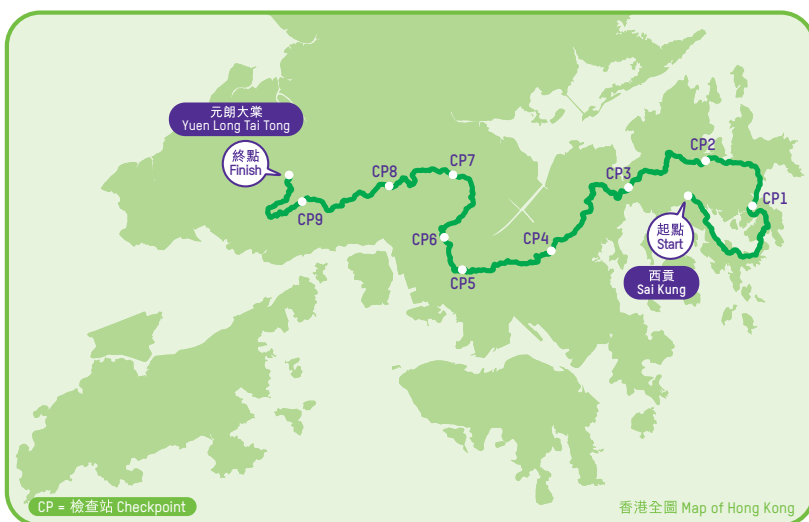 元朗大棠
Yuen Long Tai Tong
終點
Finish
CP8
CP7
CP2
CP3
CP1
CP9
起點
Start
CP6
CP4
CP5
西貢
Sai Kung
CP = 檢查站 Checkpoint
香港全圖 Map of Hong Kong